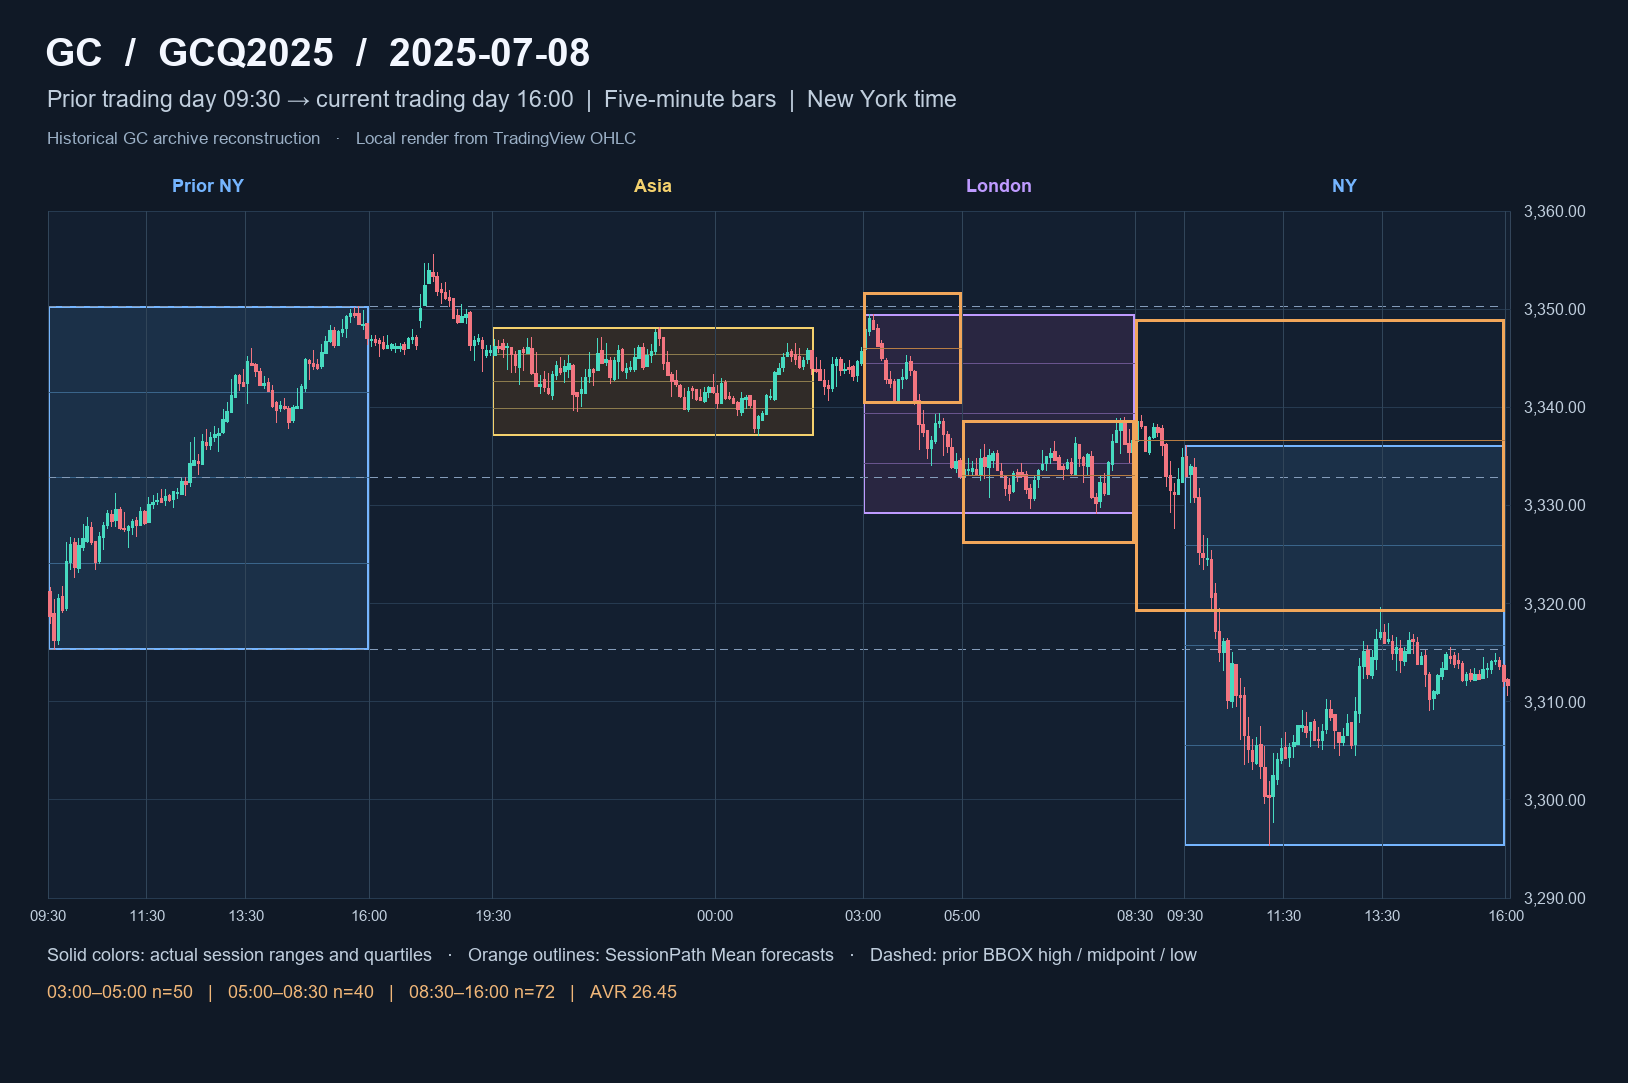 GC / GCQ2025 / 2025-07-08
Prior trading day 09:30 → current trading day 16:00 | Five-minute bars | New York time
Historical GC archive reconstruction · Local render from TradingView OHLC
Prior NY Asia London NY
3,360.00
3,350.00
3,340.00
3,330.00
3,320.00
3,310.00
3,300.00
3,290.00
09:30 11:30 13:30 16:00 19:30 00:00 03:00 05:00 08:30 09:30 11:30 13:30 16:00
Solid colors: actual session ranges and quartiles · Orange outlines: SessionPath Mean forecasts · Dashed: prior BBOX high / midpoint / low
03:00–05:00 n=50 | 05:00–08:30 n=40 | 08:30–16:00 n=72 | AVR 26.45